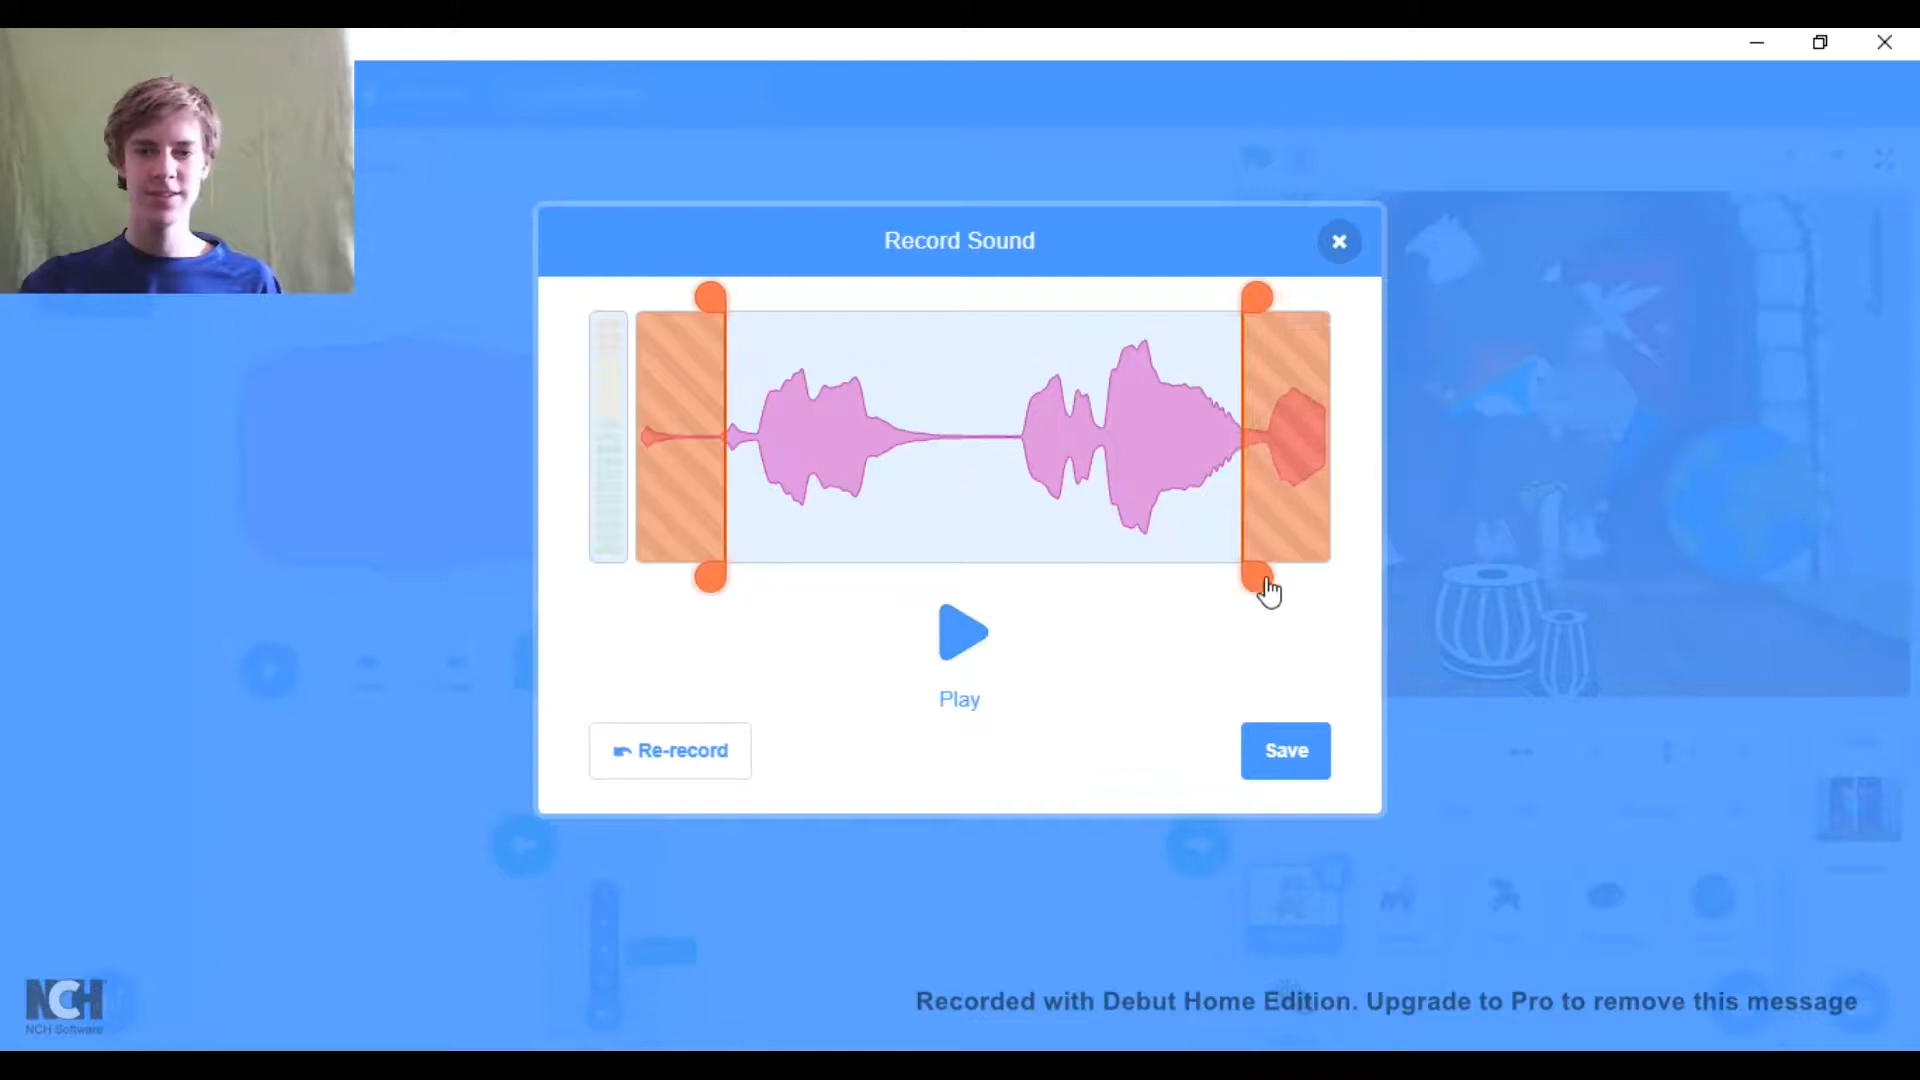 Record Sound
Play
Re-record
Save
NCH
NCH Software
Recorded with Debut Home Edition. Upgrade to Pro to remove this message